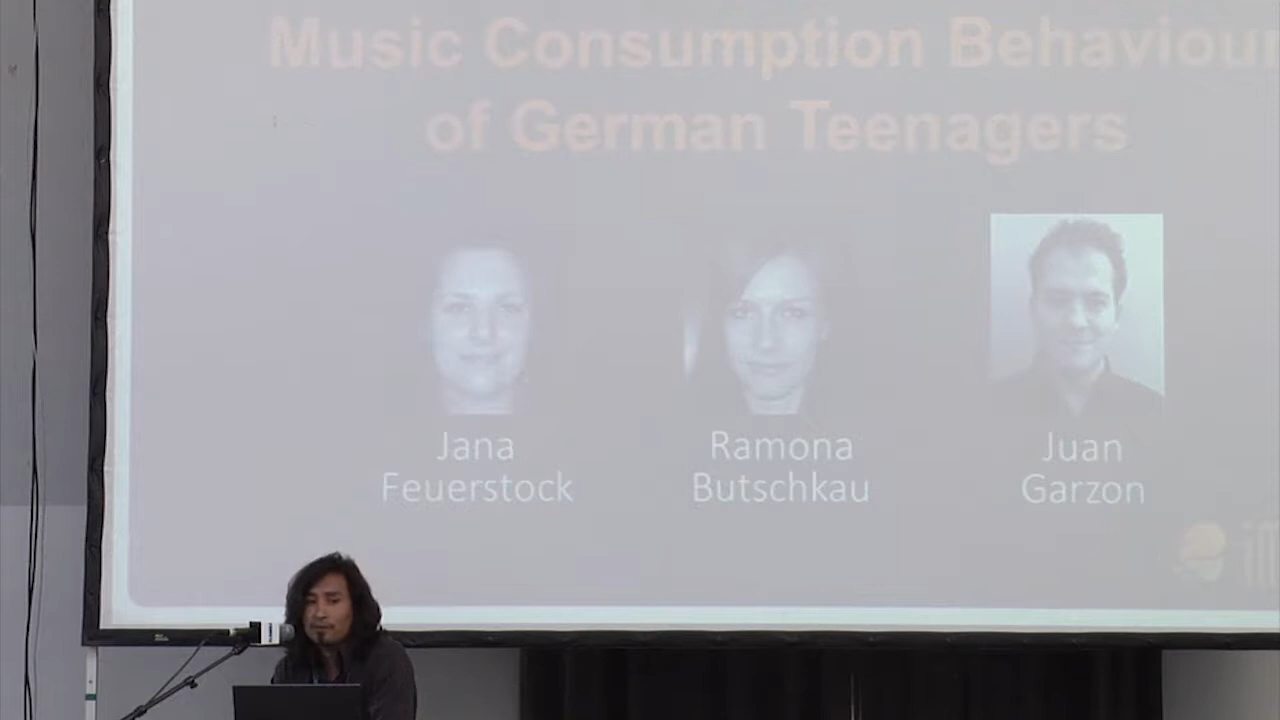 Music Consumption Behaviour
of German Teenagers
Jana
Feuerstock
Ramona
Butschkau
Juan
Garzon